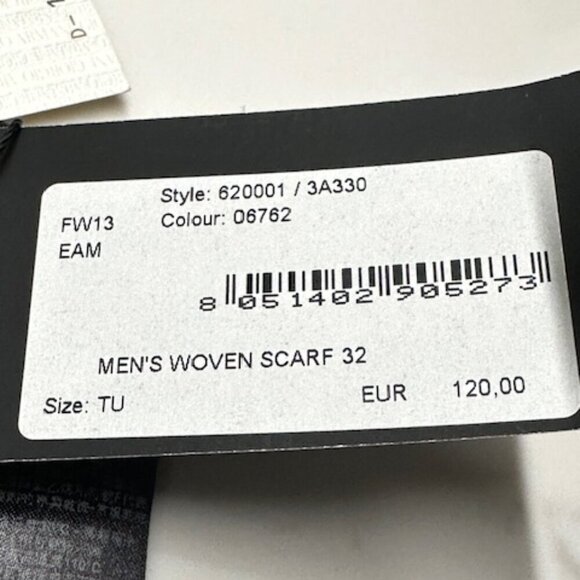 D-1
Style: 620001 / 3A330
FW13 Colour: 06762
EAM
8 051402 905273
MEN'S WOVEN SCARF 32
Size: TU EUR 120,00